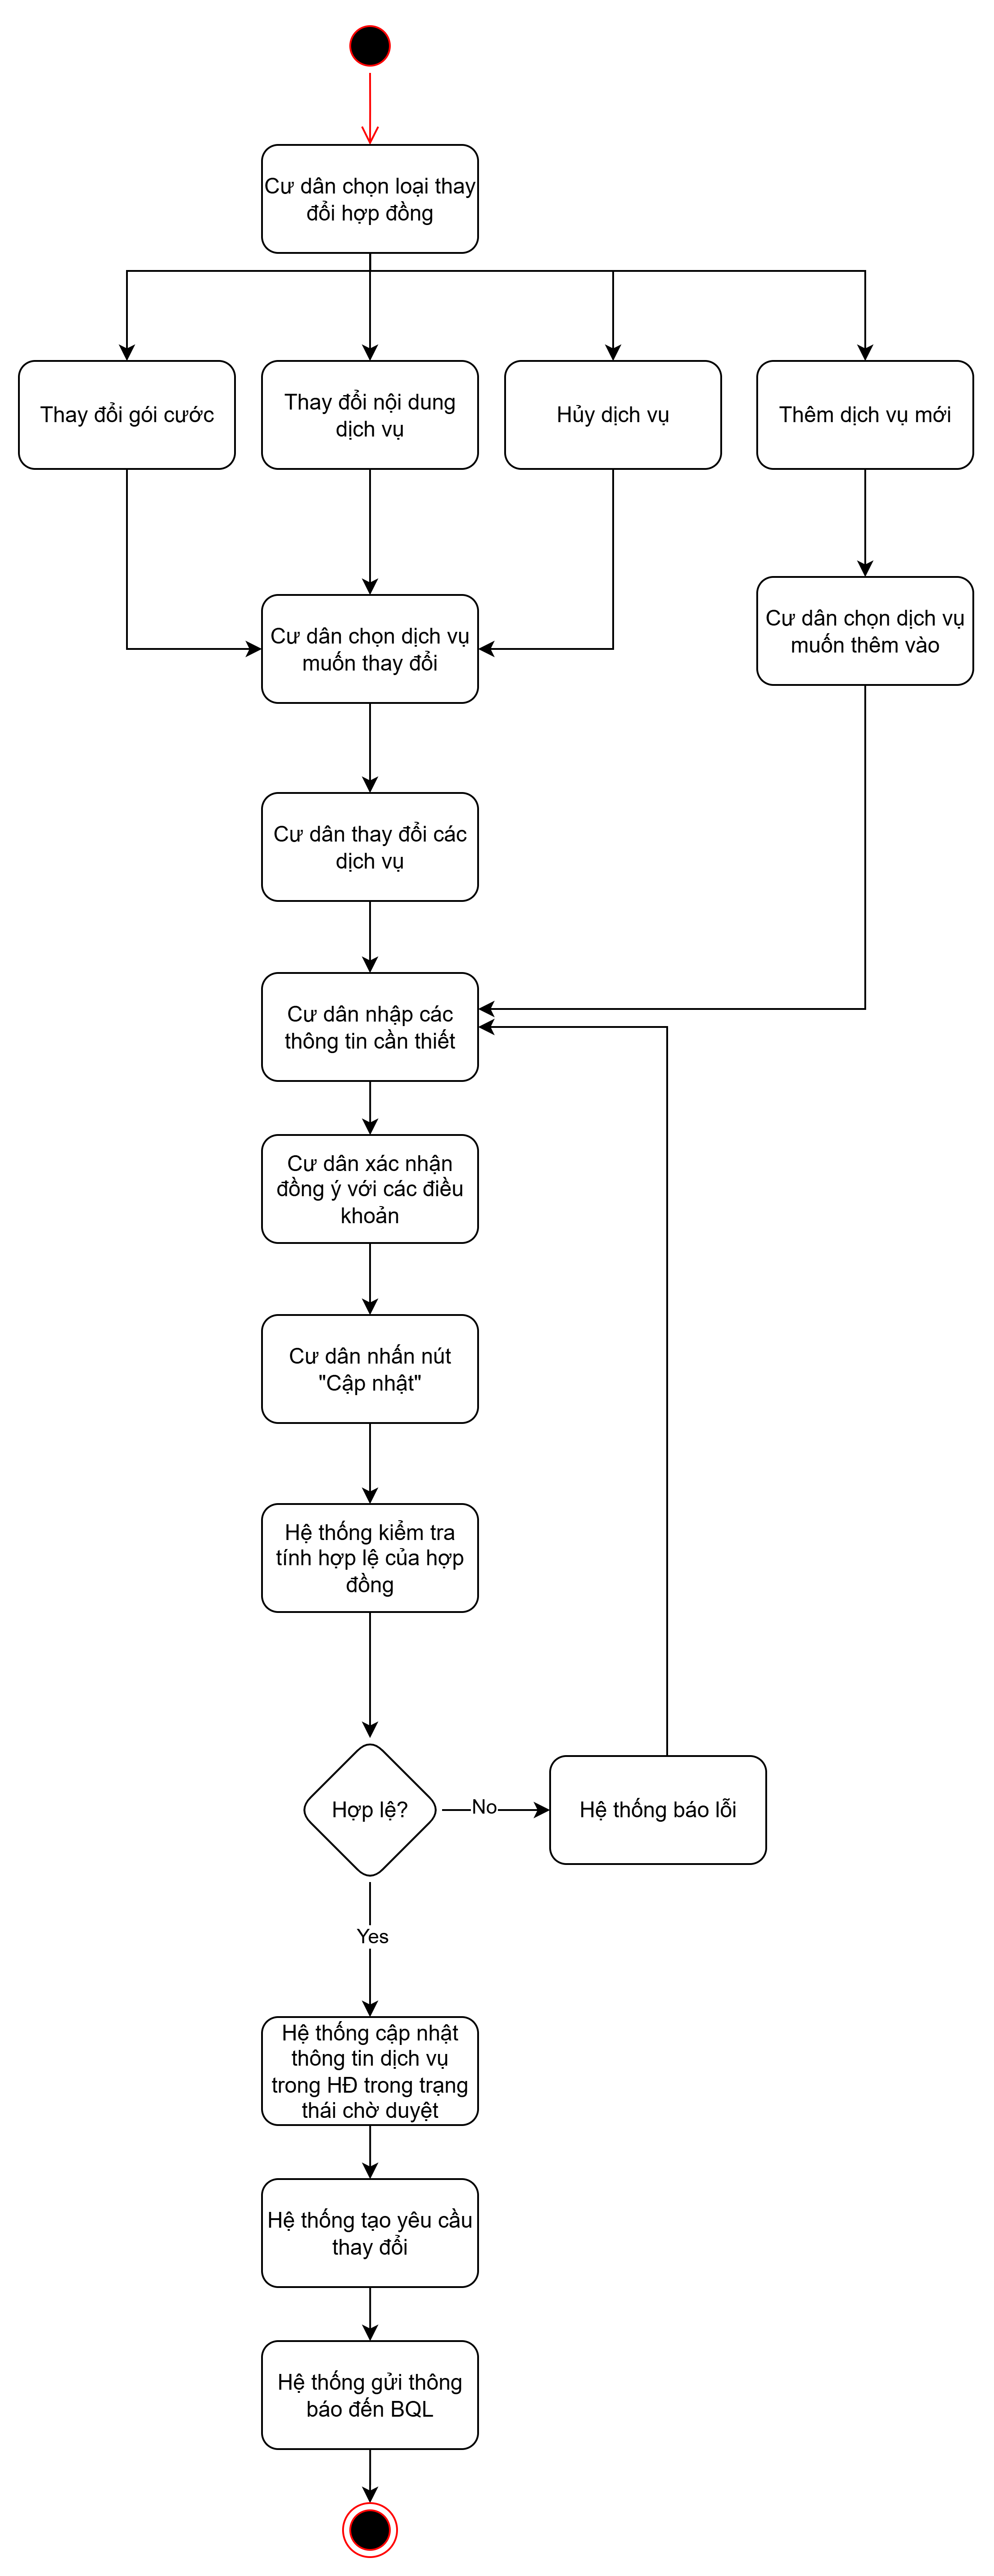 Cư dân chọn loại thay
đổi hợp đồng
Thay đổi gói cước
Thay đổi nội dung
dịch vụ
Hủy dịch vụ
Thêm dịch vụ mới
Cư dân chọn dịch vụ
muốn thay đổi
Cư dân chọn dịch vụ
muốn thêm vào
Cư dân thay đổi các
dịch vụ
Cư dân nhập các
thông tin cần thiết
Cư dân xác nhận
đồng ý với các điều
khoản
Cư dân nhấn nút
"Cập nhật"
Hệ thống kiểm tra
tính hợp lệ của hợp
đồng
Hợp lệ?
No
Hệ thống báo lỗi
Yes
Hệ thống cập nhật
thông tin dịch vụ
trong HĐ trong trạng
thái chờ duyệt
Hệ thống tạo yêu cầu
thay đổi
Hệ thống gửi thông
báo đến BQL